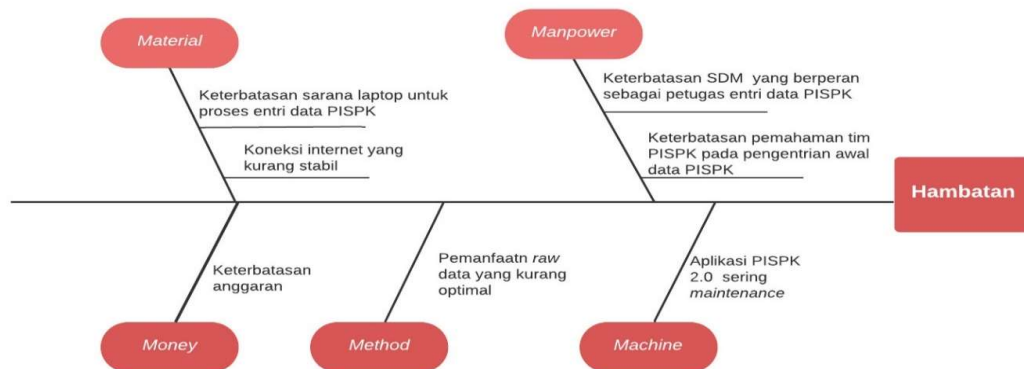 Material
Manpower
Keterbatasan sarana laptop untuk
proses entri data PISPK
Koneksi internet yang
kurang stabil
Keterbatasan SDM yang berperan
sebagai petugas entri data PISPK
Keterbatasan pemahaman tim
PISPK pada pengentrian awal
data PISPK
Hambatan
Keterbatasan
anggaran
Pemanfaatn raw
data yang kurang
optimal
Aplikasi PISPK
2.0 sering
maintenance
Money
Method
Machine